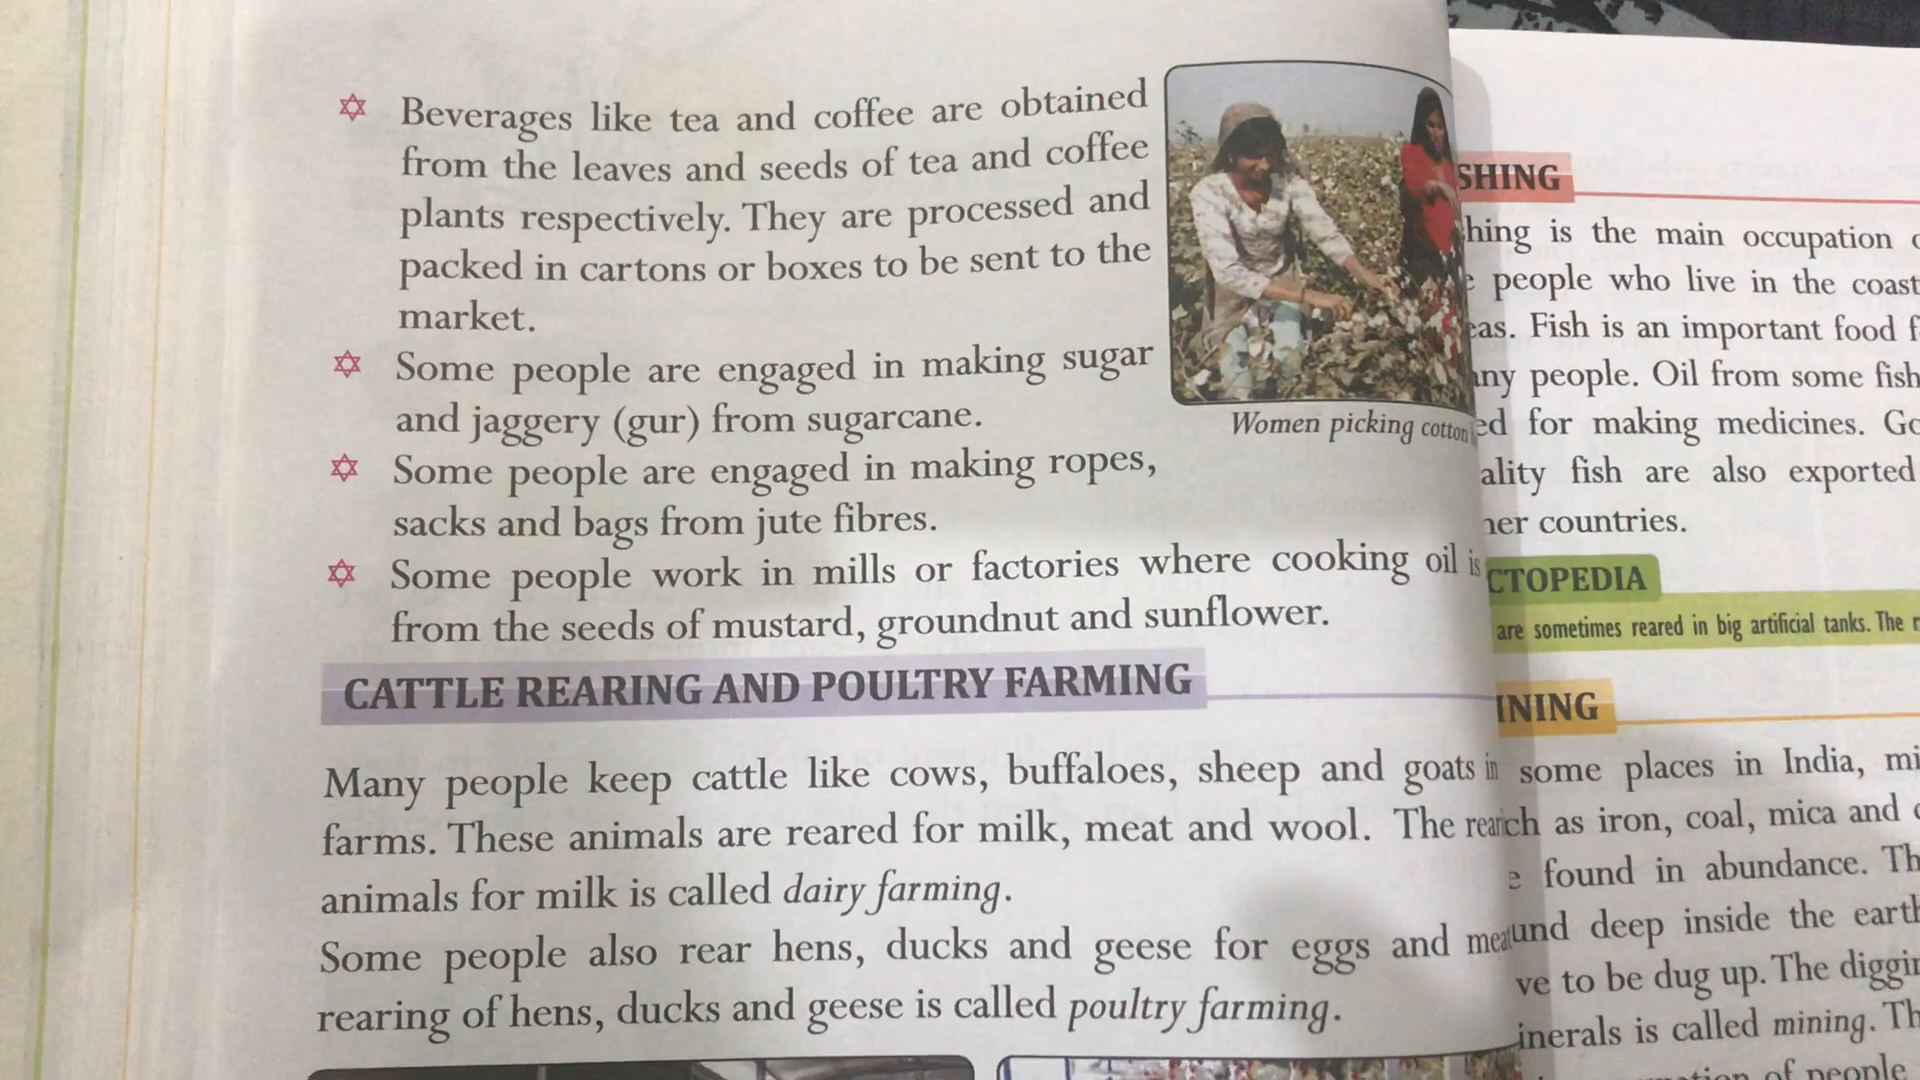 Beverages like tea and coffee are obtained
from the leaves and seeds of tea and coffee
plants respectively. They are processed and
packed in cartons or boxes to be sent to the
market.
Some people are engaged in making sugar
and jaggery (gur) from sugarcane.
Some people are engaged in making ropes,
sacks and bags from jute fibres.
Some people work in mills or factories where cooking oil is
from the seeds of mustard, groundnut and sunflower.
Women picking cotton
CATTLE REARING AND POULTRY FARMING
Many people keep cattle like cows, buffaloes, sheep and goats in
farms. These animals are reared for milk, meat and wool. The
animals for milk is called dairy farming.
Some people also rear hens, ducks and geese for eggs and
rearing of hens, ducks and geese is called poultry farming.
SHING
hing is the main occupation
people who live in the
eas. Fish is an important food
any people. Oil from some fish
ed for making medicines.
ality fish are also exported
her countries.
CTOPEDIA
are sometimes reared in big artificial tanks. The
INING
some places in India,
ch as iron, coal, mica and
found in abundance.
und deep inside the earth
ve to be dug up. The
inerals is called mining.
of people